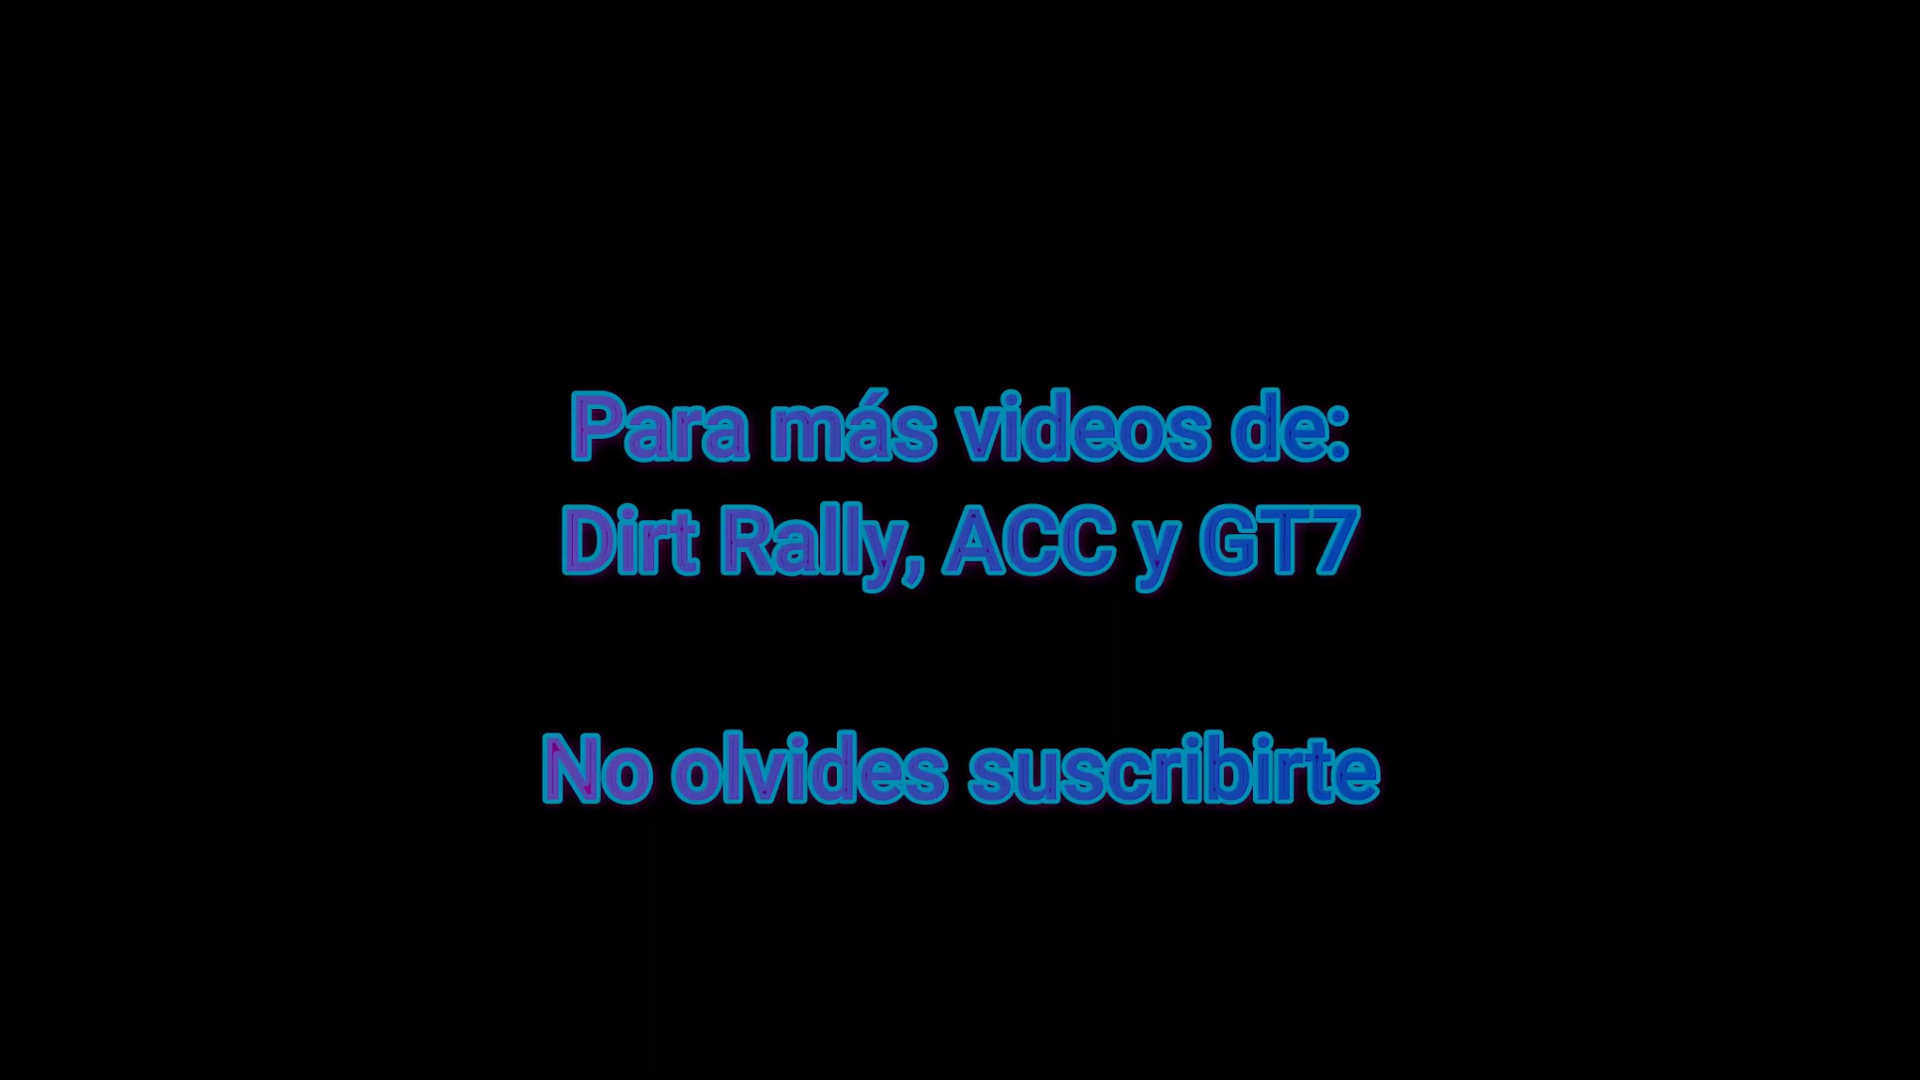 Para más videos de:
Dirt Rally, ACC y GT7
No olvides suscribirte